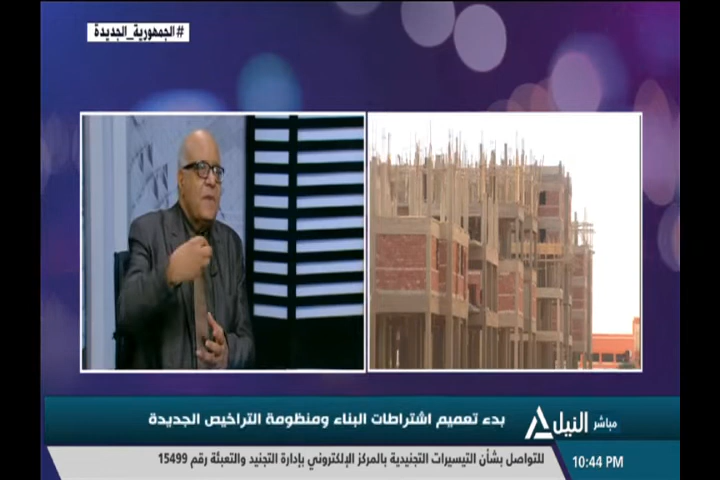 #الجمهورية_الجديدة
بدء تعميم اشتراطات البناء ومنظومة التراخيص الجديدة
النيل مباشر
للتواصل بشأن التيسيرات التجنيدية بالمركز الإلكتروني بإدارة التجنيد والتعبئة رقم 15499
10:44 PM